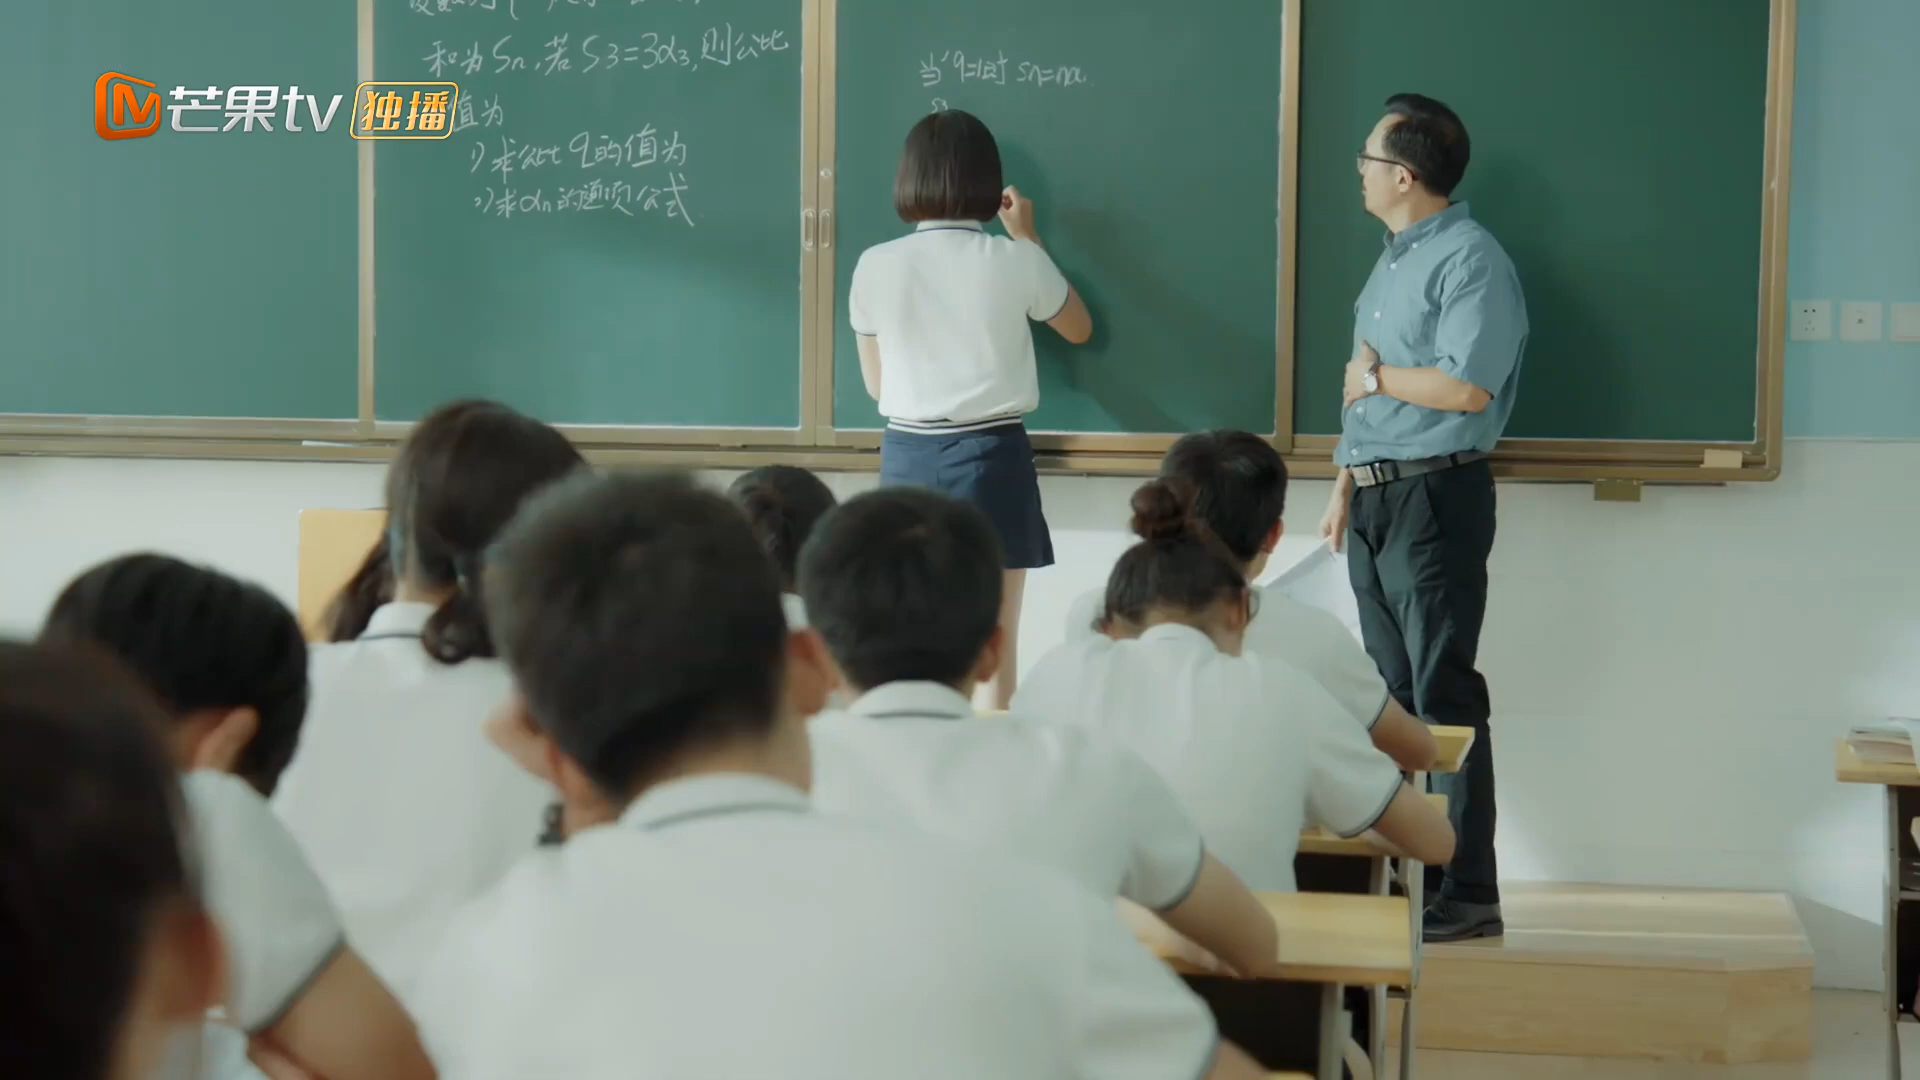 和为Sn,若S3=3a3,则公比
值为
1)求公比q的值为
2)求an的通项公式
当q=1时 Sn=na1
S3
芒果tv 独播